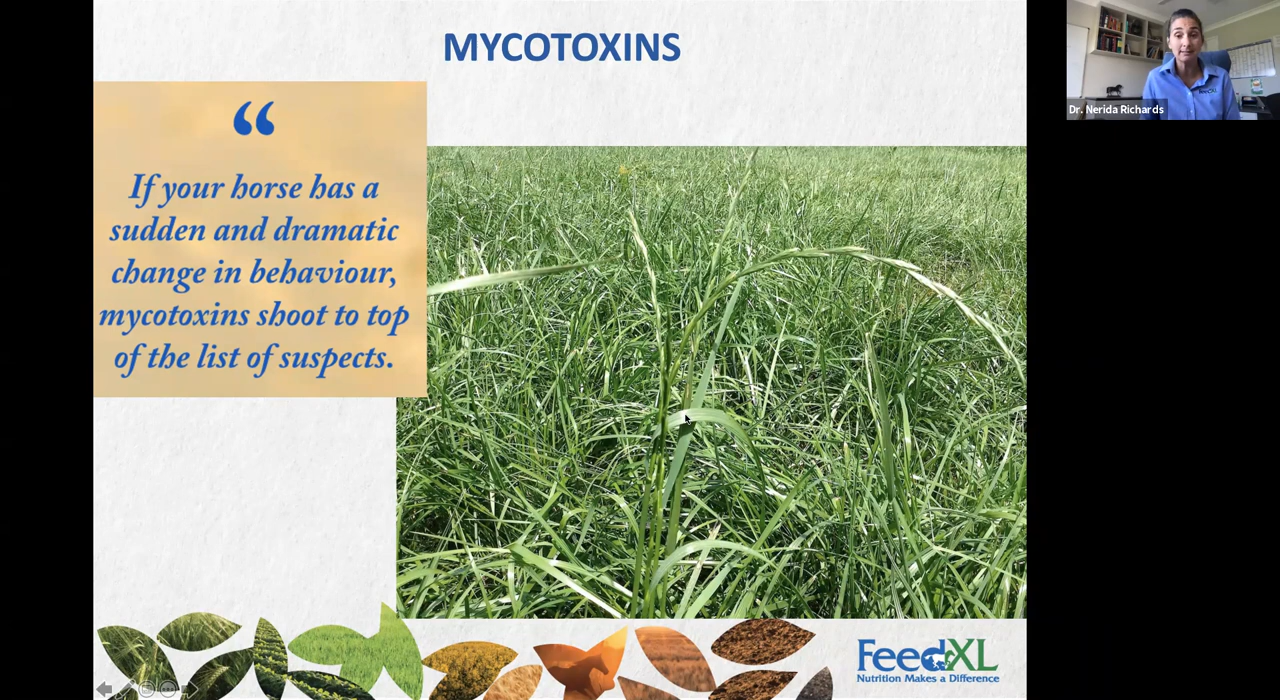 MYCOTOXINS
“
If your horse has a
sudden and dramatic
change in behaviour,
mycotoxins shoot to top
of the list of suspects.
Dr. Nerida Richards
FeedXL
FeedXL
Nutrition Makes a Difference